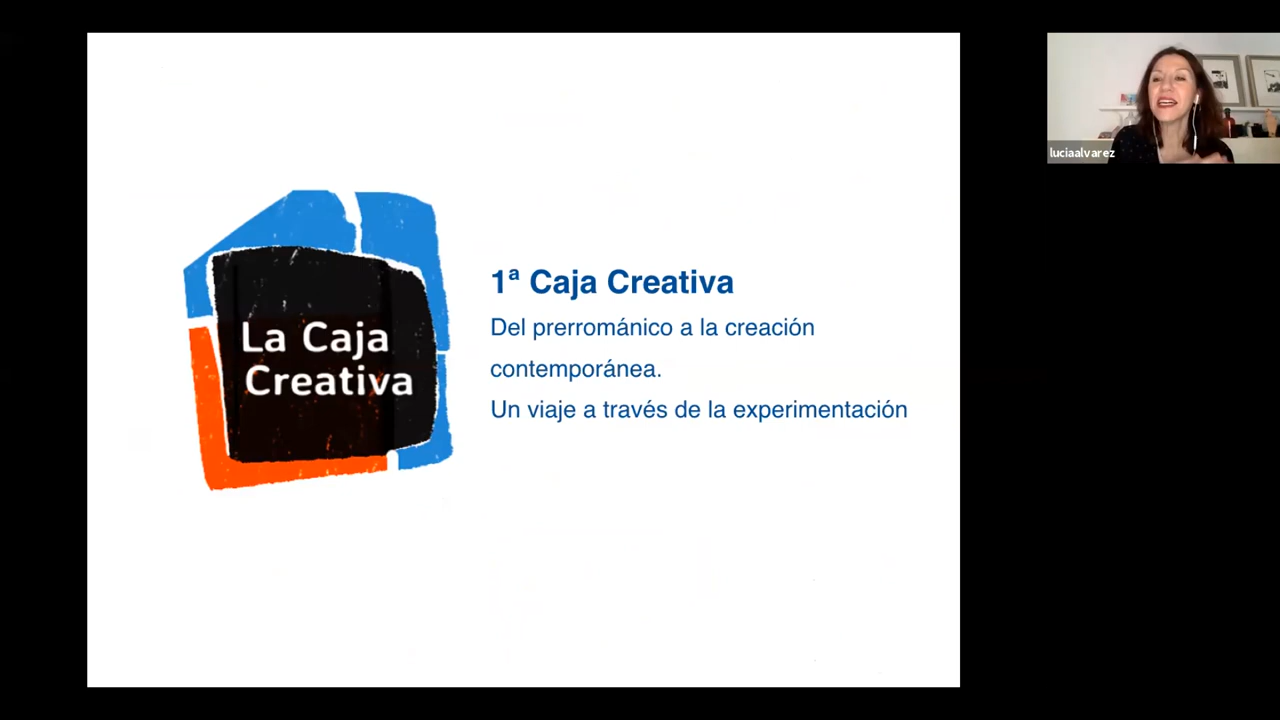 luciaalvarez
La Caja
Creativa
1ª Caja Creativa
Del prerrománico a la creación
contemporánea.
Un viaje a través de la experimentación